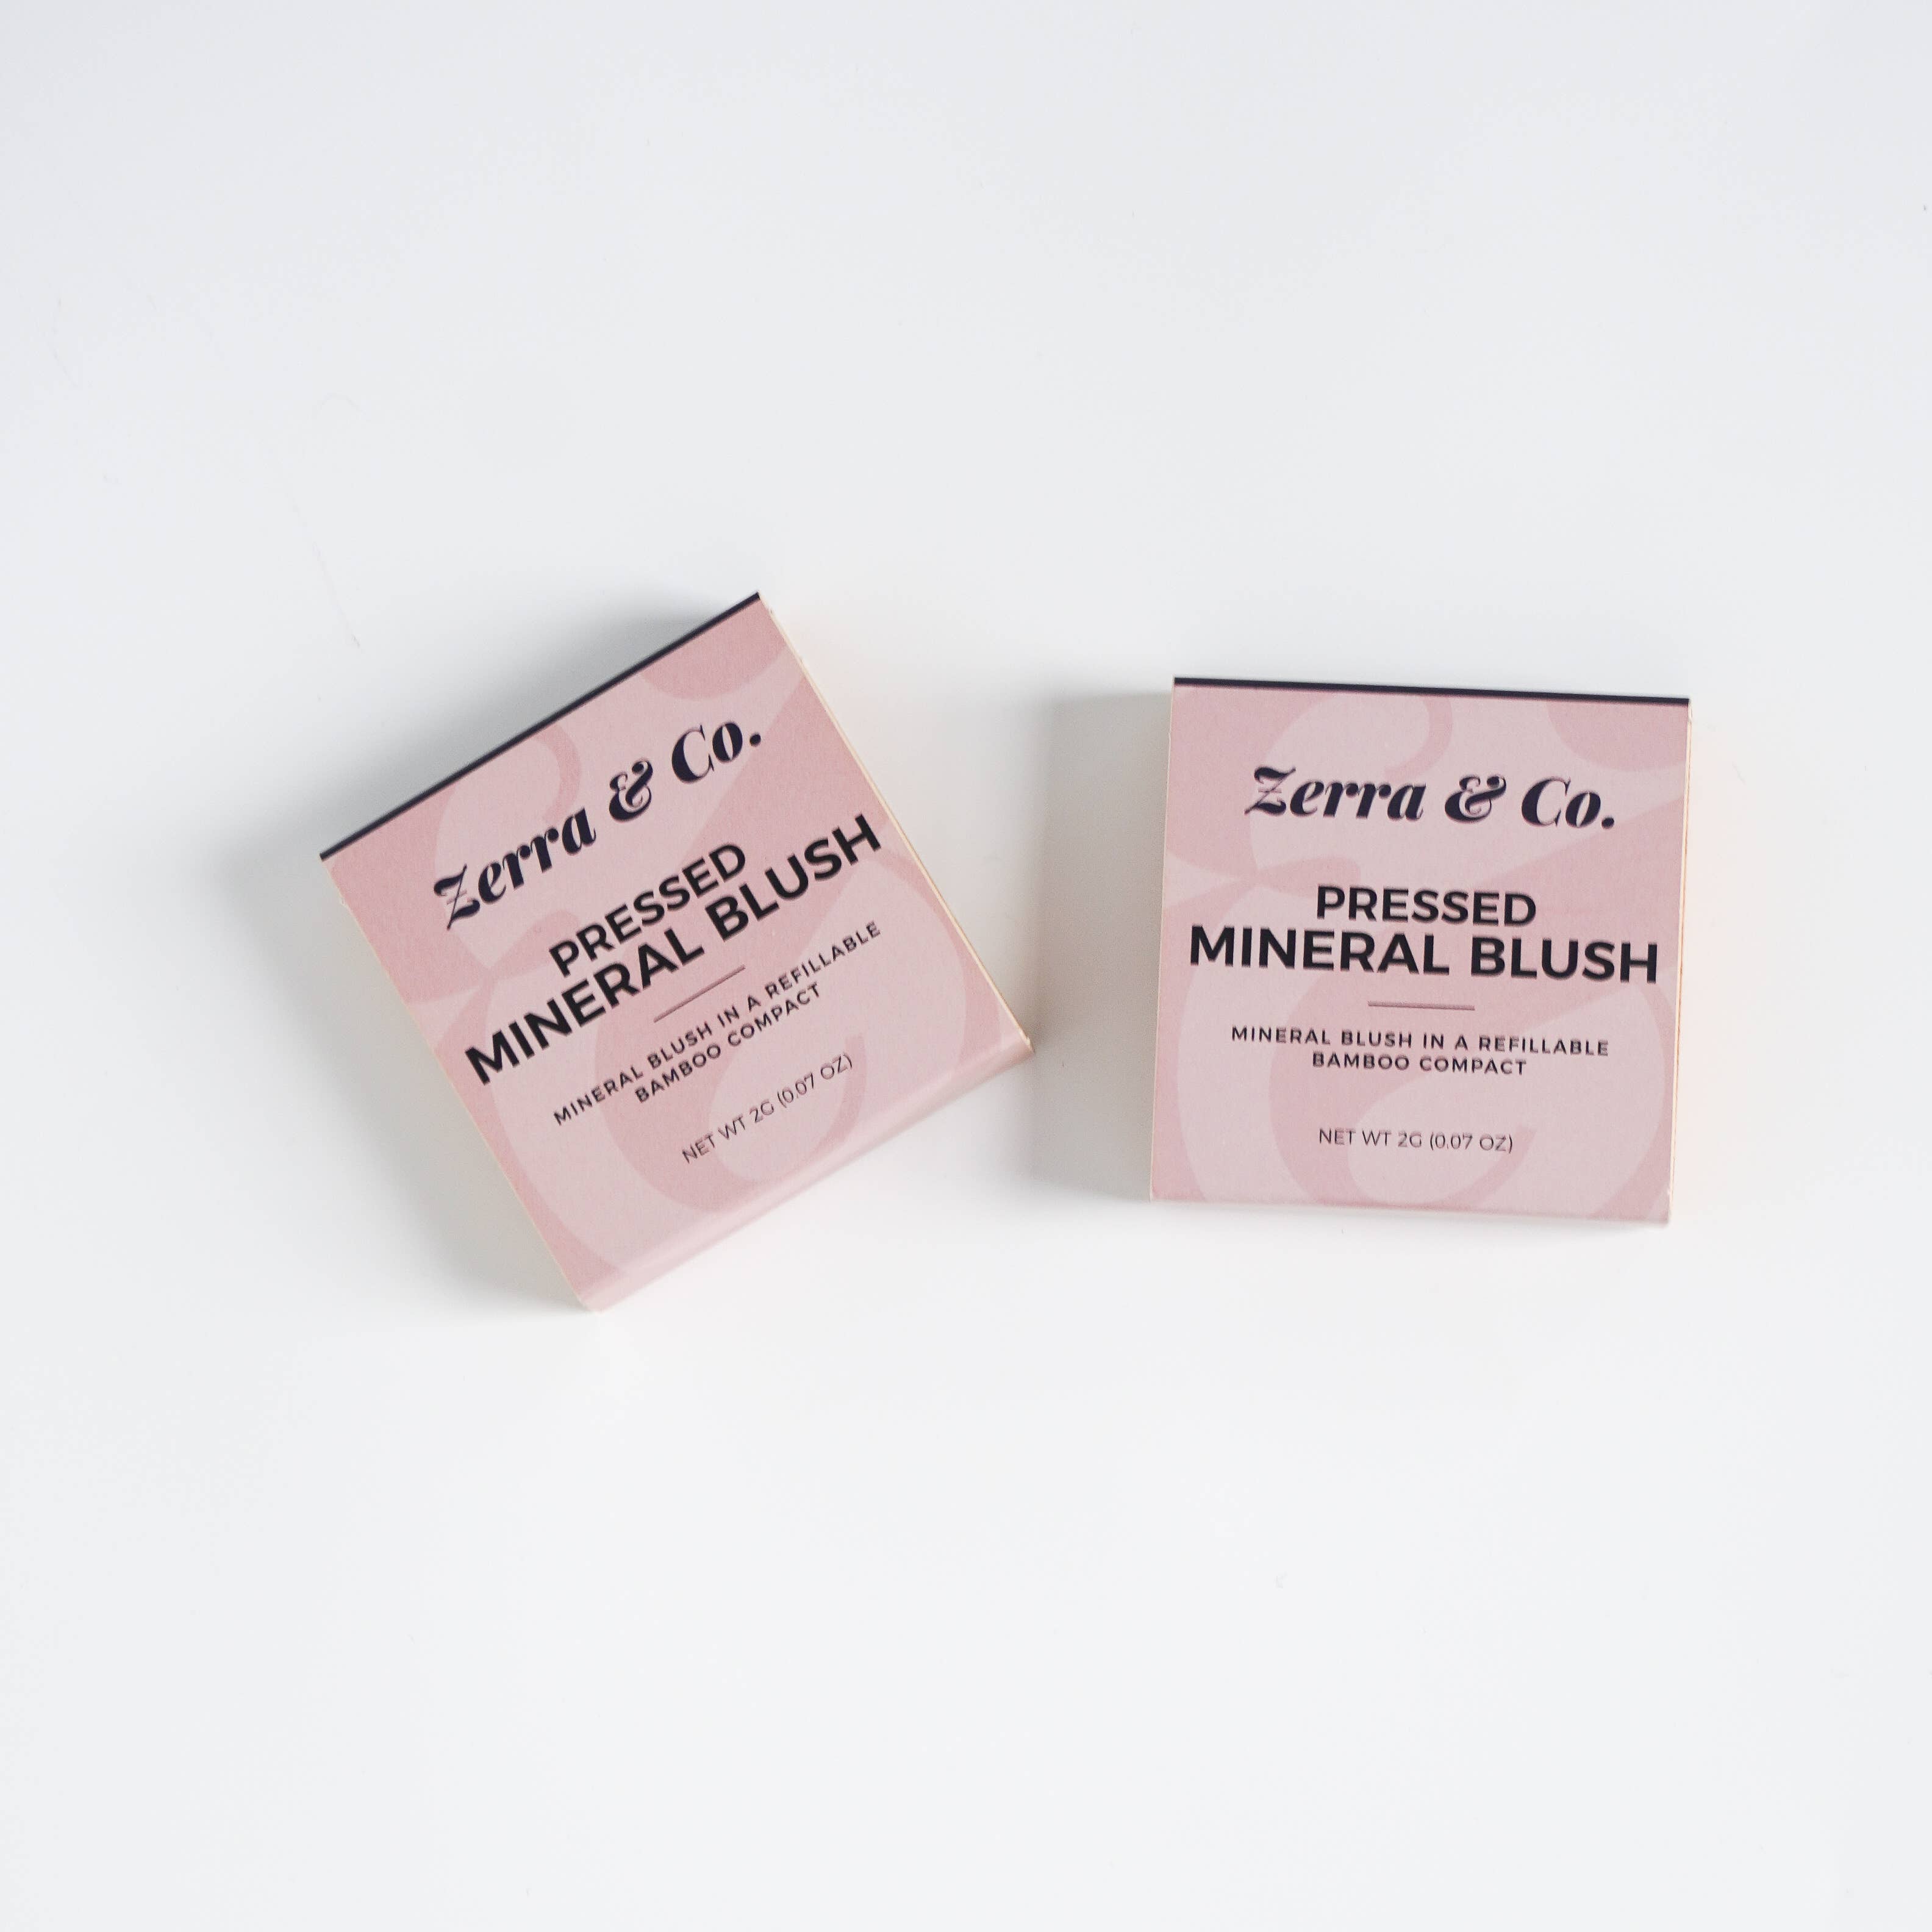 Zerra & Co.
PRESSED
MINERAL BLUSH
MINERAL BLUSH IN A REFILLABLE
BAMBOO COMPACT
NET WT 2G (0.07 OZ)
Zerra & Co.
PRESSED
MINERAL BLUSH
MINERAL BLUSH IN A REFILLABLE
BAMBOO COMPACT
NET WT 2G (0.07 OZ)